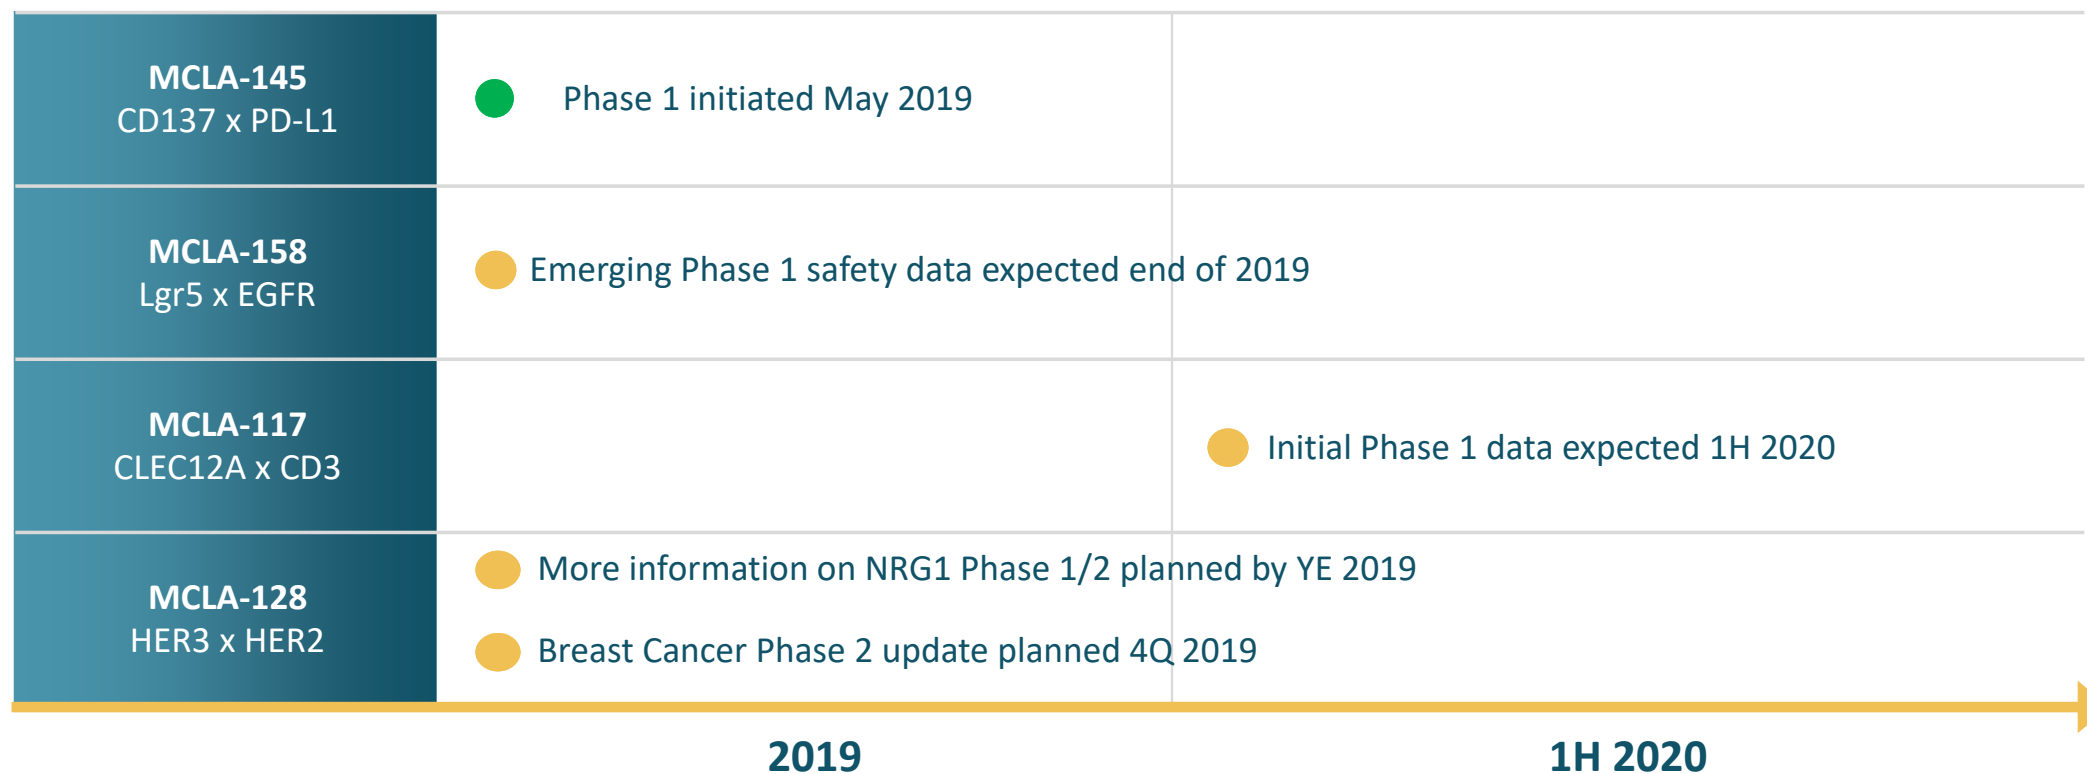 MCLA-145
CD137 x PD-L1
Phase 1 initiated May 2019
MCLA-158
Lgr5 x EGFR
Emerging Phase 1 safety data expected end of 2019
MCLA-117
CLEC12A x CD3
Initial Phase 1 data expected 1H 2020
MCLA-128
HER3 x HER2
More information on NRG1 Phase 1/2 planned by YE 2019
Breast Cancer Phase 2 update planned 4Q 2019
2019
1H 2020